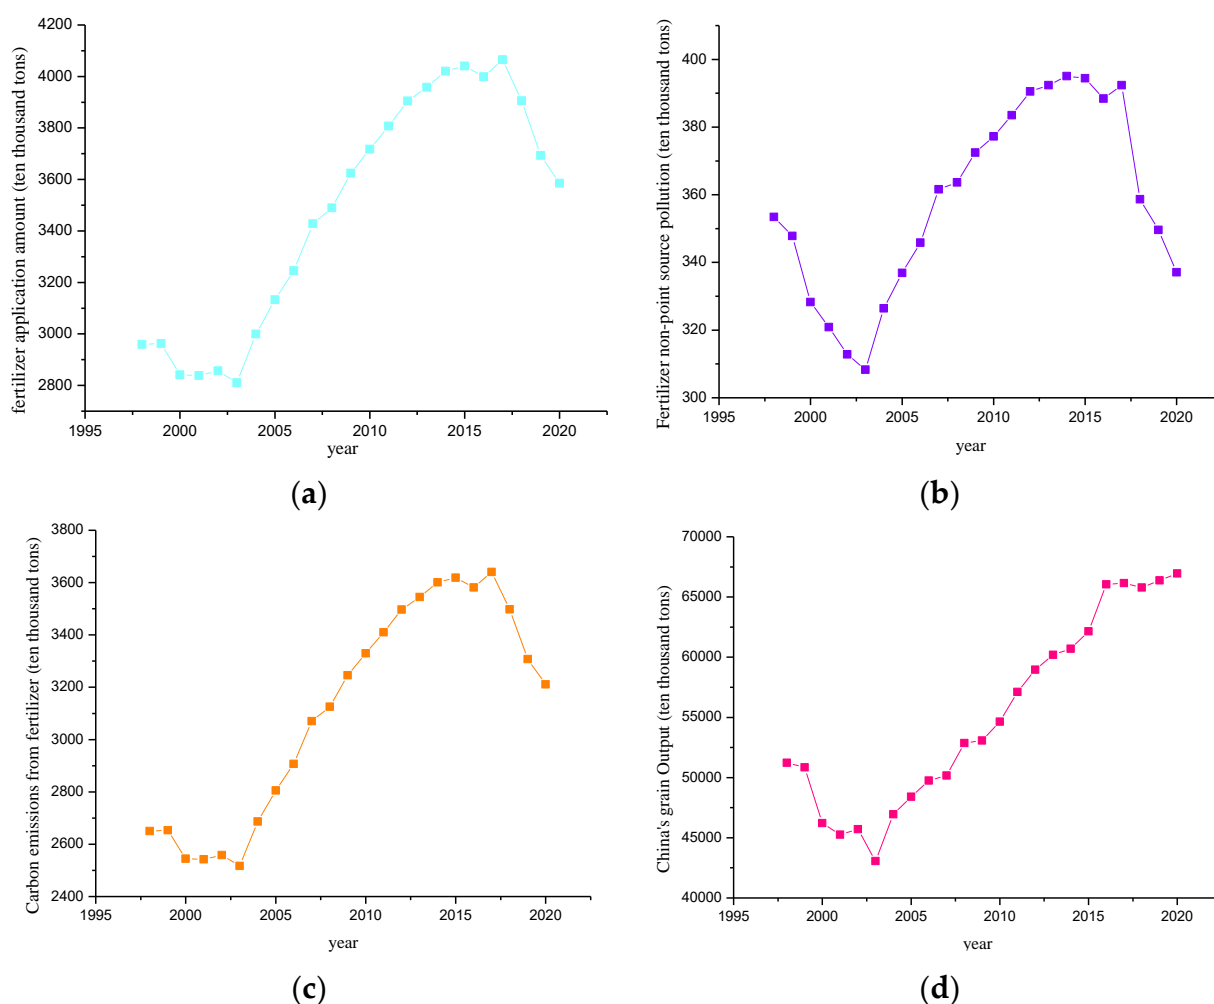 4200
4000
3800
3600
3400
3200
3000
2800
fertilizer application amount (ten thousand tons)
1995 2000 2005 2010 2015 2020
year
(a)
400
380
360
340
320
300
Fertilizer non-point source pollution (ten thousand tons)
1995 2000 2005 2010 2015 2020
year
(b)
3800
3600
3400
3200
3000
2800
2600
2400
Carbon emissions from fertilizer (ten thousand tons)
1995 2000 2005 2010 2015 2020
year
(c)
70000
65000
60000
55000
50000
45000
40000
China's grain Output (ten thousand tons)
1995 2000 2005 2010 2015 2020
year
(d)